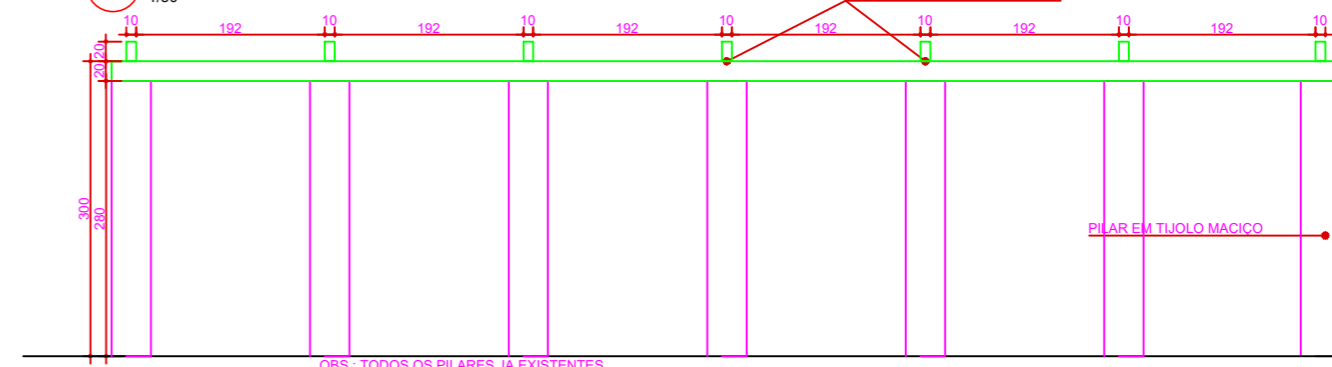 10 192 10 192 10 192 10 192 10 192 10 192 10
20
20
300
280
PILAR EM TIJOLO MACIÇO
OBS.: TODOS OS PILARES JA EXISTENTES